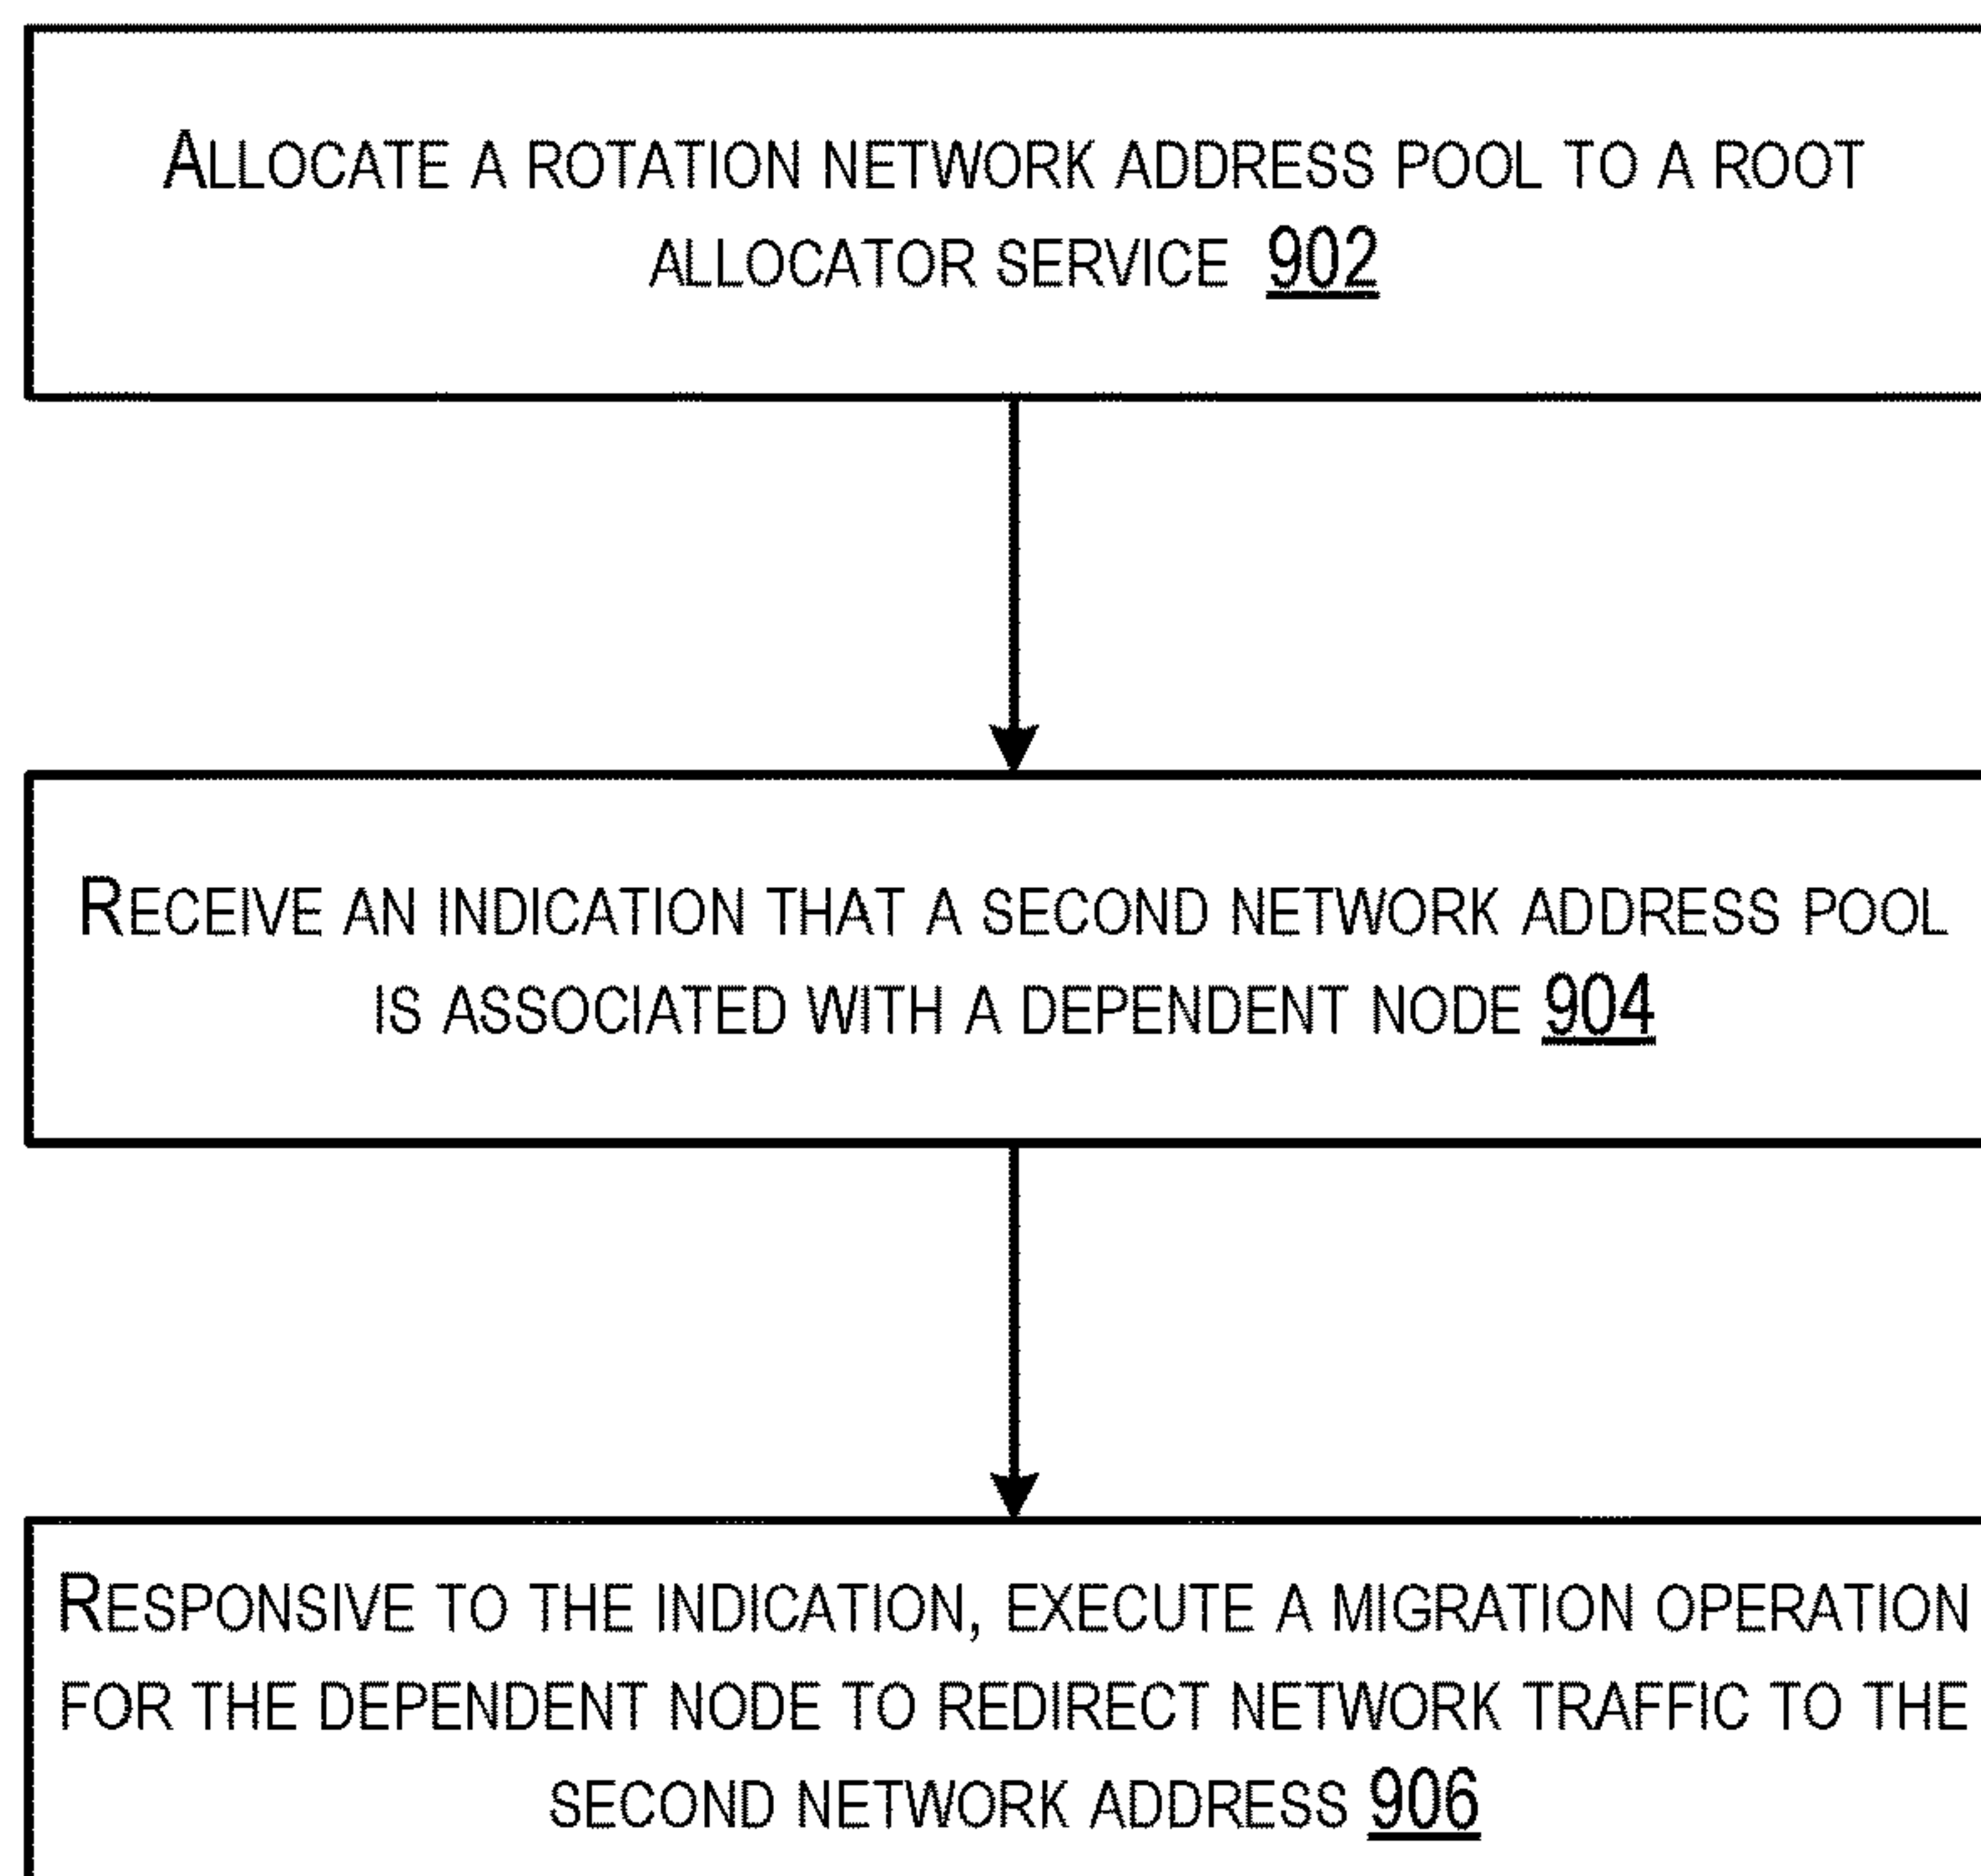 ALLOCATE A ROTATION NETWORK ADDRESS POOL TO A ROOT
ALLOCATOR SERVICE 902
RECEIVE AN INDICATION THAT A SECOND NETWORK ADDRESS POOL
IS ASSOCIATED WITH A DEPENDENT NODE 904
RESPONSIVE TO THE INDICATION, EXECUTE A MIGRATION OPERATION
FOR THE DEPENDENT NODE TO REDIRECT NETWORK TRAFFIC TO THE
SECOND NETWORK ADDRESS 906